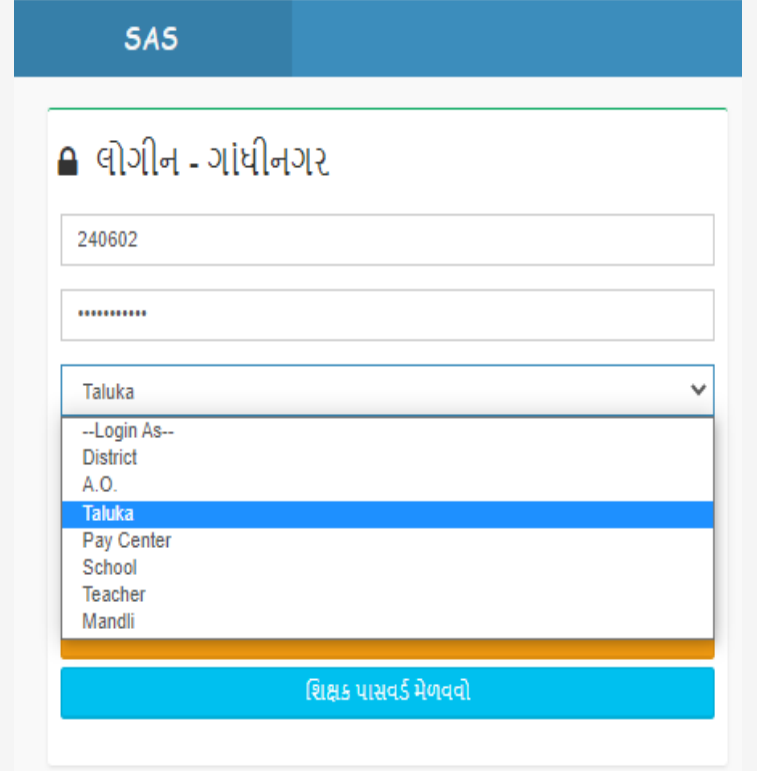 SAS
લોગીન - ગાંધીનગર
240602
•••••••••••
Taluka
--Login As--
District
A.O.
Taluka
Pay Center
School
Teacher
Mandli
શિક્ષક પાસવર્ડ મેળવવો